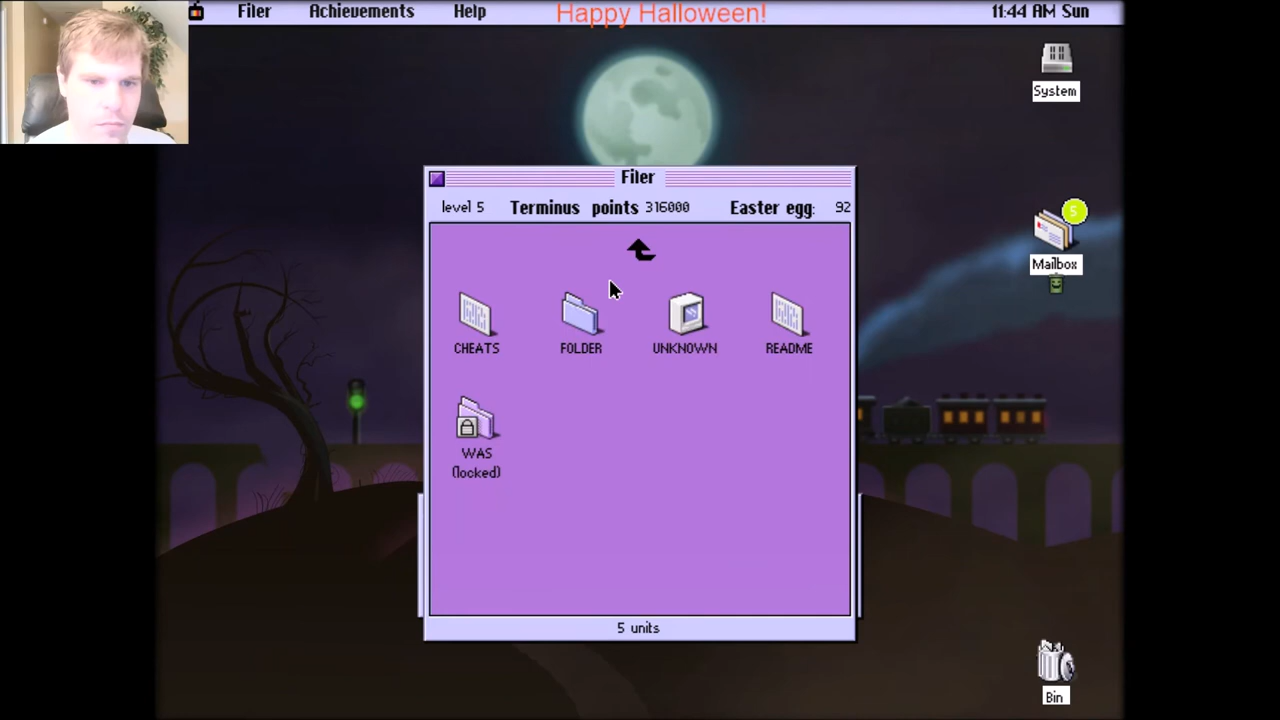 Filer Achievements Help Happy Halloween! 11:44 AM Sun
System
Filer
level 5 Terminus points 316000 Easter egg: 92
5
Mailbox
CHEATS FOLDER UNKNOWN README
WAS
(locked)
5 units
Bin